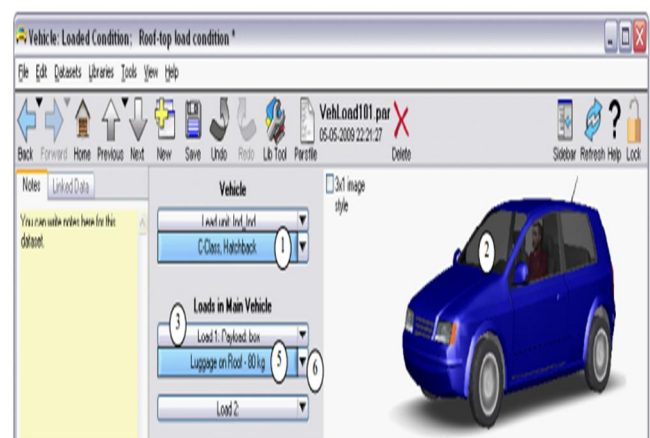 Vehicle: Loaded Condition; Roof-top load condition *
File Edit Datasets Libraries Tools View Help
VehLoad101.par
05-05-2009 22:21:27
Back Forward Home Previous Next New Save Undo Redo Lib Tool Parsfile Delete Sidebar Refresh Help Lock
Notes Linked Data
You can write notes here for this
dataset.
Vehicle
Lead unit: Ind_Ind
C-Class, Hatchback 1
Loads in Main Vehicle
3
Load 1: Payload: box
Luggage on Roof - 80 kg 5 6
Load 2:
3x1 image
style
2